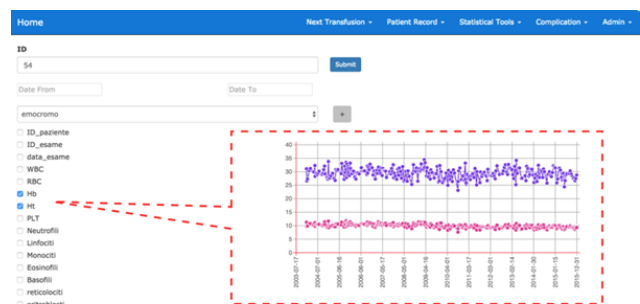 Home Next Transfusion Patient Record Statistical Tools Complication Admin
ID
54 Submit
Date From Date To
emocromo +
ID_paziente
ID_esame
data_esame
WBC
RBC
Hb
Ht
PLT
Neutrofili
Linfociti
Monociti
Eosinofili
Basofili
reticolociti
40
35
30
25
20
15
10
5
0
2003-07-17
2004-07-01
2005-06-16
2006-06-01
2007-05-17
2008-05-01
2009-04-16
2010-04-01
2011-03-17
2012-03-01
2013-02-14
2014-01-30
2015-01-15
2015-12-31